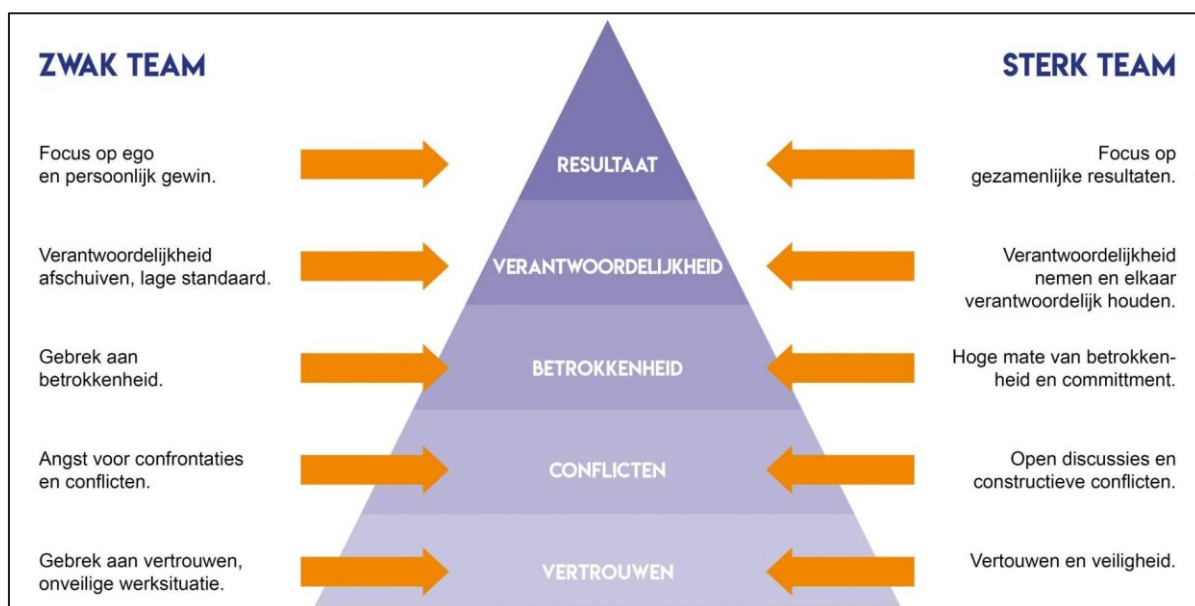 ZWAK TEAM
STERK TEAM
Focus op ego
en persoonlijk gewin.
RESULTAAT
Focus op
gezamenlijke resultaten.
Verantwoordelijkheid
afschuiven, lage standaard.
VERANTWOORDELIJKHEID
Verantwoordelijkheid
nemen en elkaar
verantwoordelijk houden.
Gebrek aan
betrokkenheid.
BETROKKENHEID
Hoge mate van betrokken-
heid en committment.
Angst voor confrontaties
en conflicten.
CONFLICTEN
Open discussies en
constructieve conflicten.
Gebrek aan vertrouwen,
onveilige werksituatie.
VERTROUWEN
Vertouwen en veiligheid.